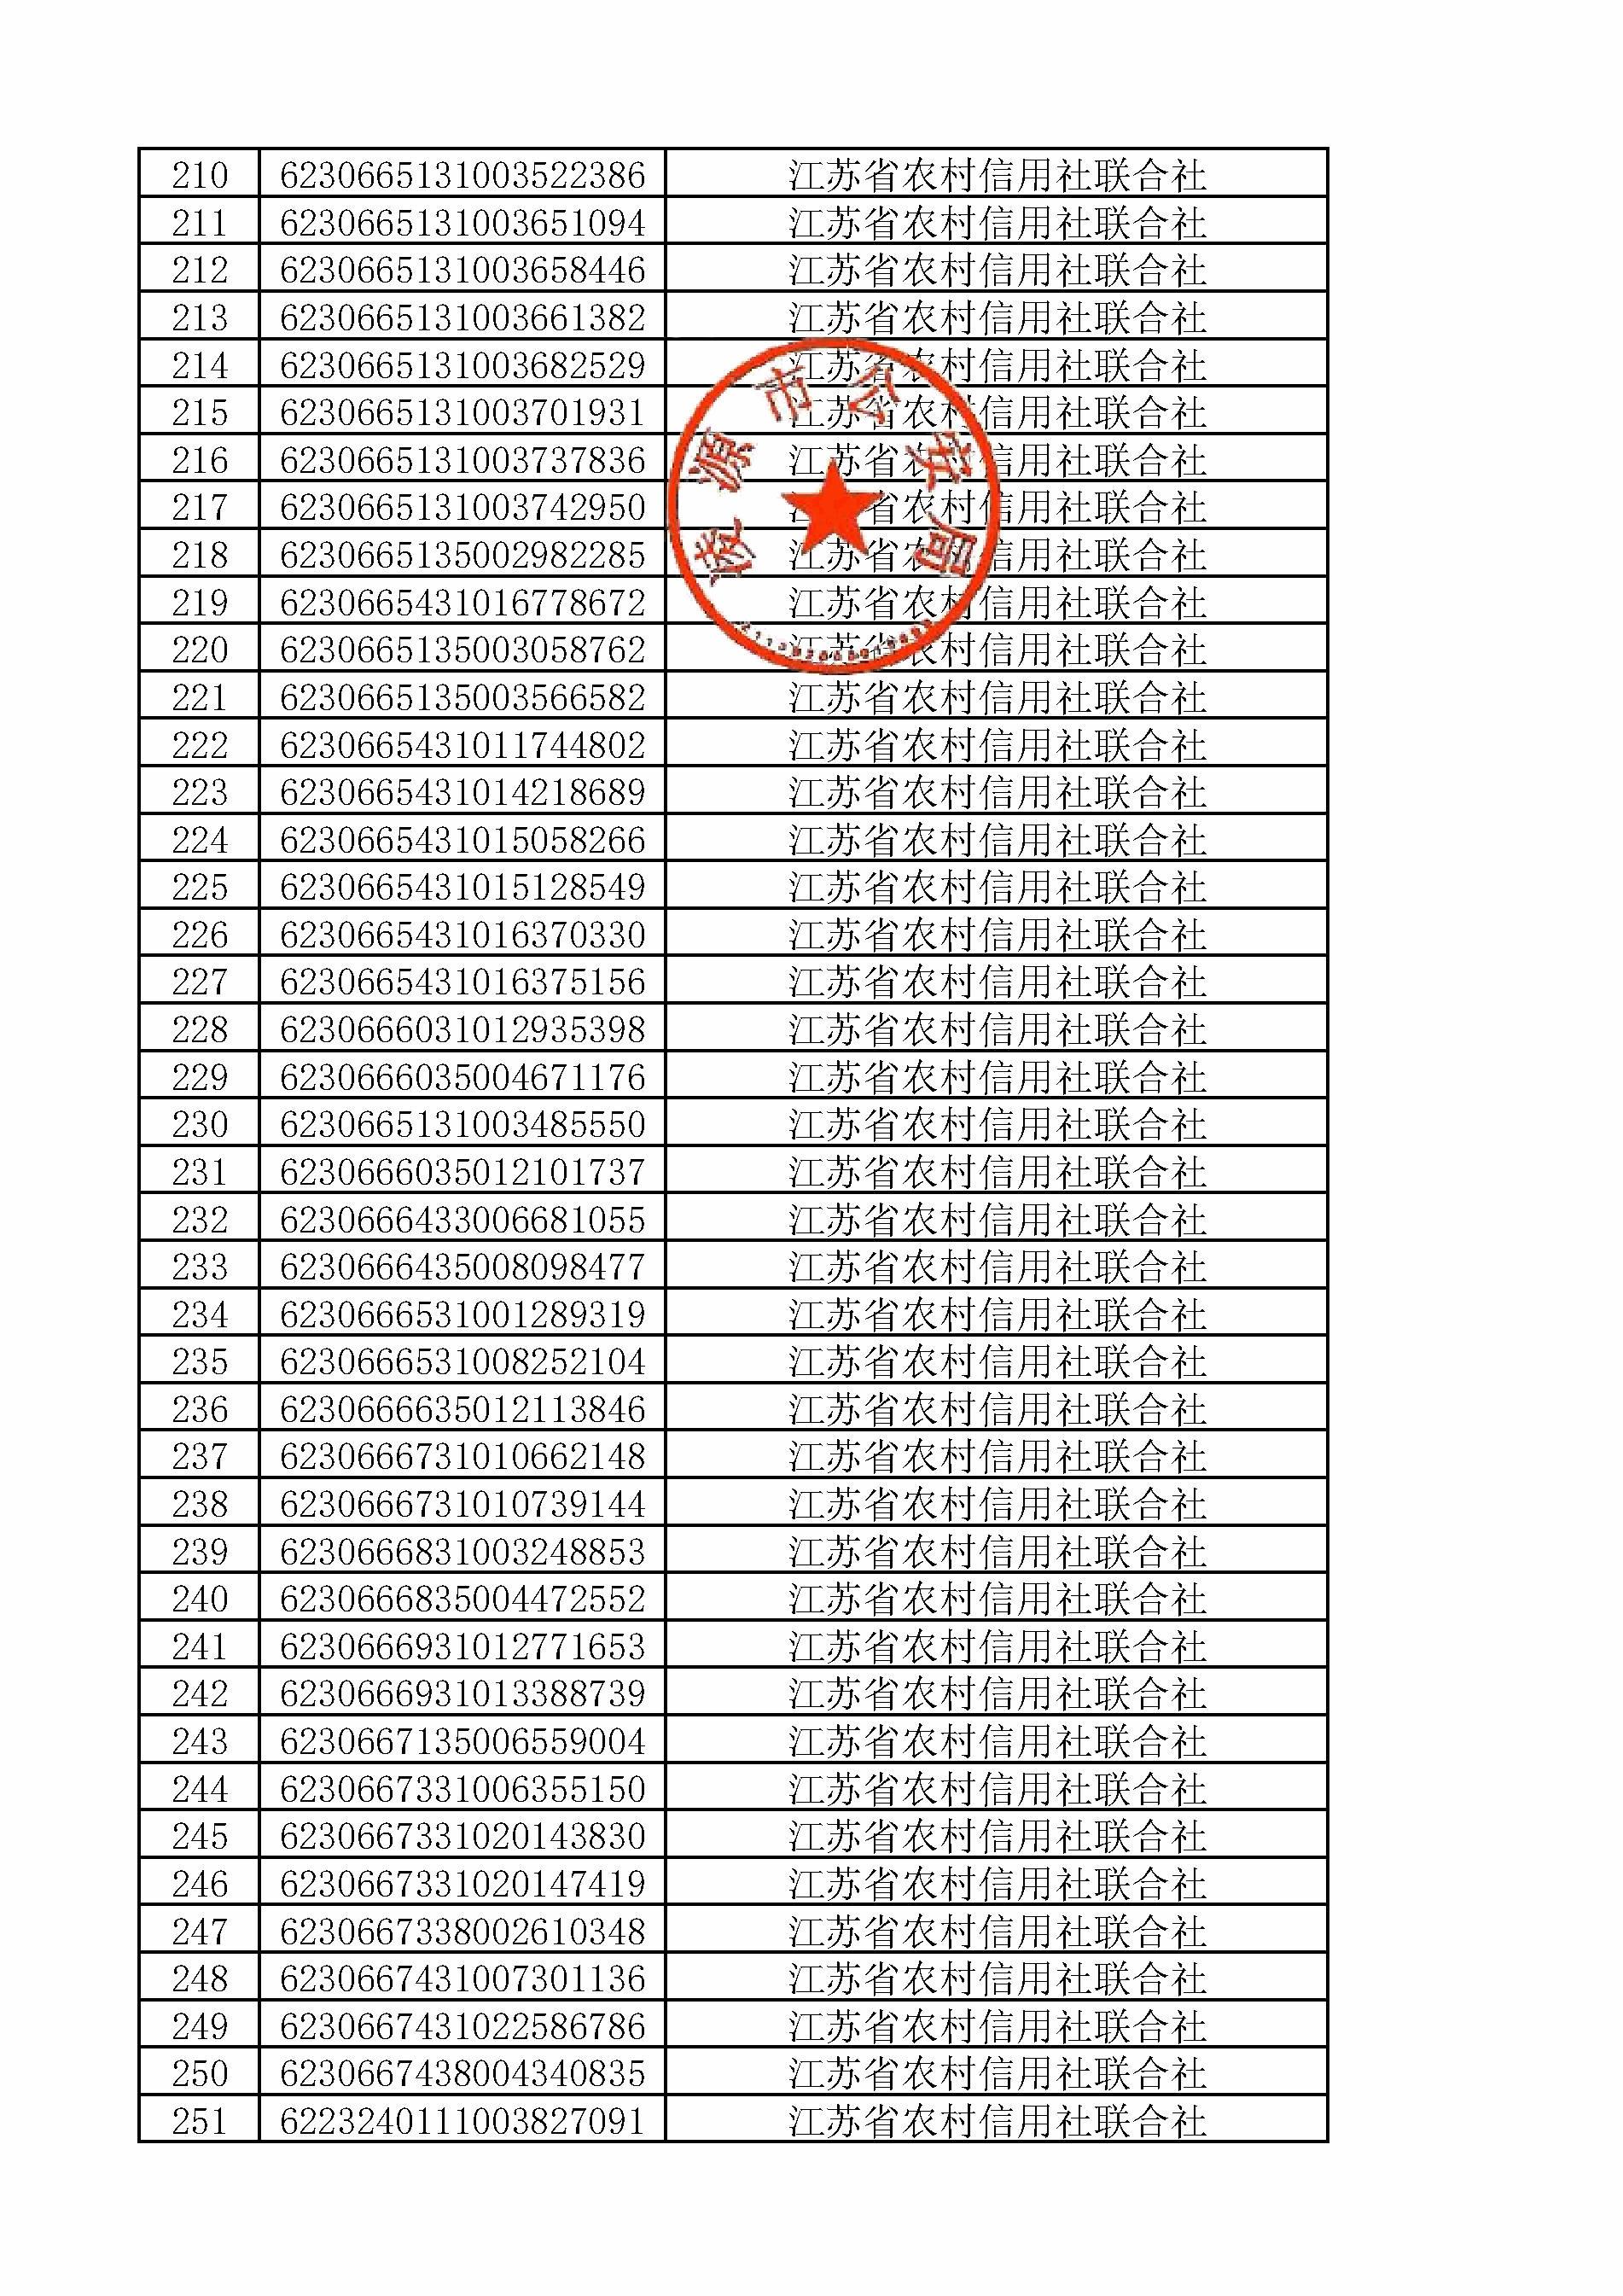 210 6230665131003522386 江苏省农村信用社联合社
211 6230665131003651094 江苏省农村信用社联合社
212 6230665131003658446 江苏省农村信用社联合社
213 6230665131003661382 江苏省农村信用社联合社
214 6230665131003682529 江苏省农村信用社联合社
215 6230665131003701931 江苏省农村信用社联合社
216 6230665131003737836 江苏省农村信用社联合社
217 6230665131003742950 江苏省农村信用社联合社
218 6230665135002982285 江苏省农村信用社联合社
219 6230665431016778672 江苏省农村信用社联合社
220 6230665135003058762 江苏省农村信用社联合社
221 6230665135003566582 江苏省农村信用社联合社
222 6230665431011744802 江苏省农村信用社联合社
223 6230665431014218689 江苏省农村信用社联合社
224 6230665431015058266 江苏省农村信用社联合社
225 6230665431015128549 江苏省农村信用社联合社
226 6230665431016370330 江苏省农村信用社联合社
227 6230665431016375156 江苏省农村信用社联合社
228 6230666031012935398 江苏省农村信用社联合社
229 6230666035004671176 江苏省农村信用社联合社
230 6230665131003485550 江苏省农村信用社联合社
231 6230666035012101737 江苏省农村信用社联合社
232 6230666433006681055 江苏省农村信用社联合社
233 6230666435008098477 江苏省农村信用社联合社
234 6230666531001289319 江苏省农村信用社联合社
235 6230666531008252104 江苏省农村信用社联合社
236 6230666635012113846 江苏省农村信用社联合社
237 6230666731010662148 江苏省农村信用社联合社
238 6230666731010739144 江苏省农村信用社联合社
239 6230666831003248853 江苏省农村信用社联合社
240 6230666835004472552 江苏省农村信用社联合社
241 6230666931012771653 江苏省农村信用社联合社
242 6230666931013388739 江苏省农村信用社联合社
243 6230667135006559004 江苏省农村信用社联合社
244 6230667331006355150 江苏省农村信用社联合社
245 6230667331020143830 江苏省农村信用社联合社
246 6230667331020147419 江苏省农村信用社联合社
247 6230667338002610348 江苏省农村信用社联合社
248 6230667431007301136 江苏省农村信用社联合社
249 6230667431022586786 江苏省农村信用社联合社
250 6230667438004340835 江苏省农村信用社联合社
251 6223240111003827091 江苏省农村信用社联合社
凌源市公安局